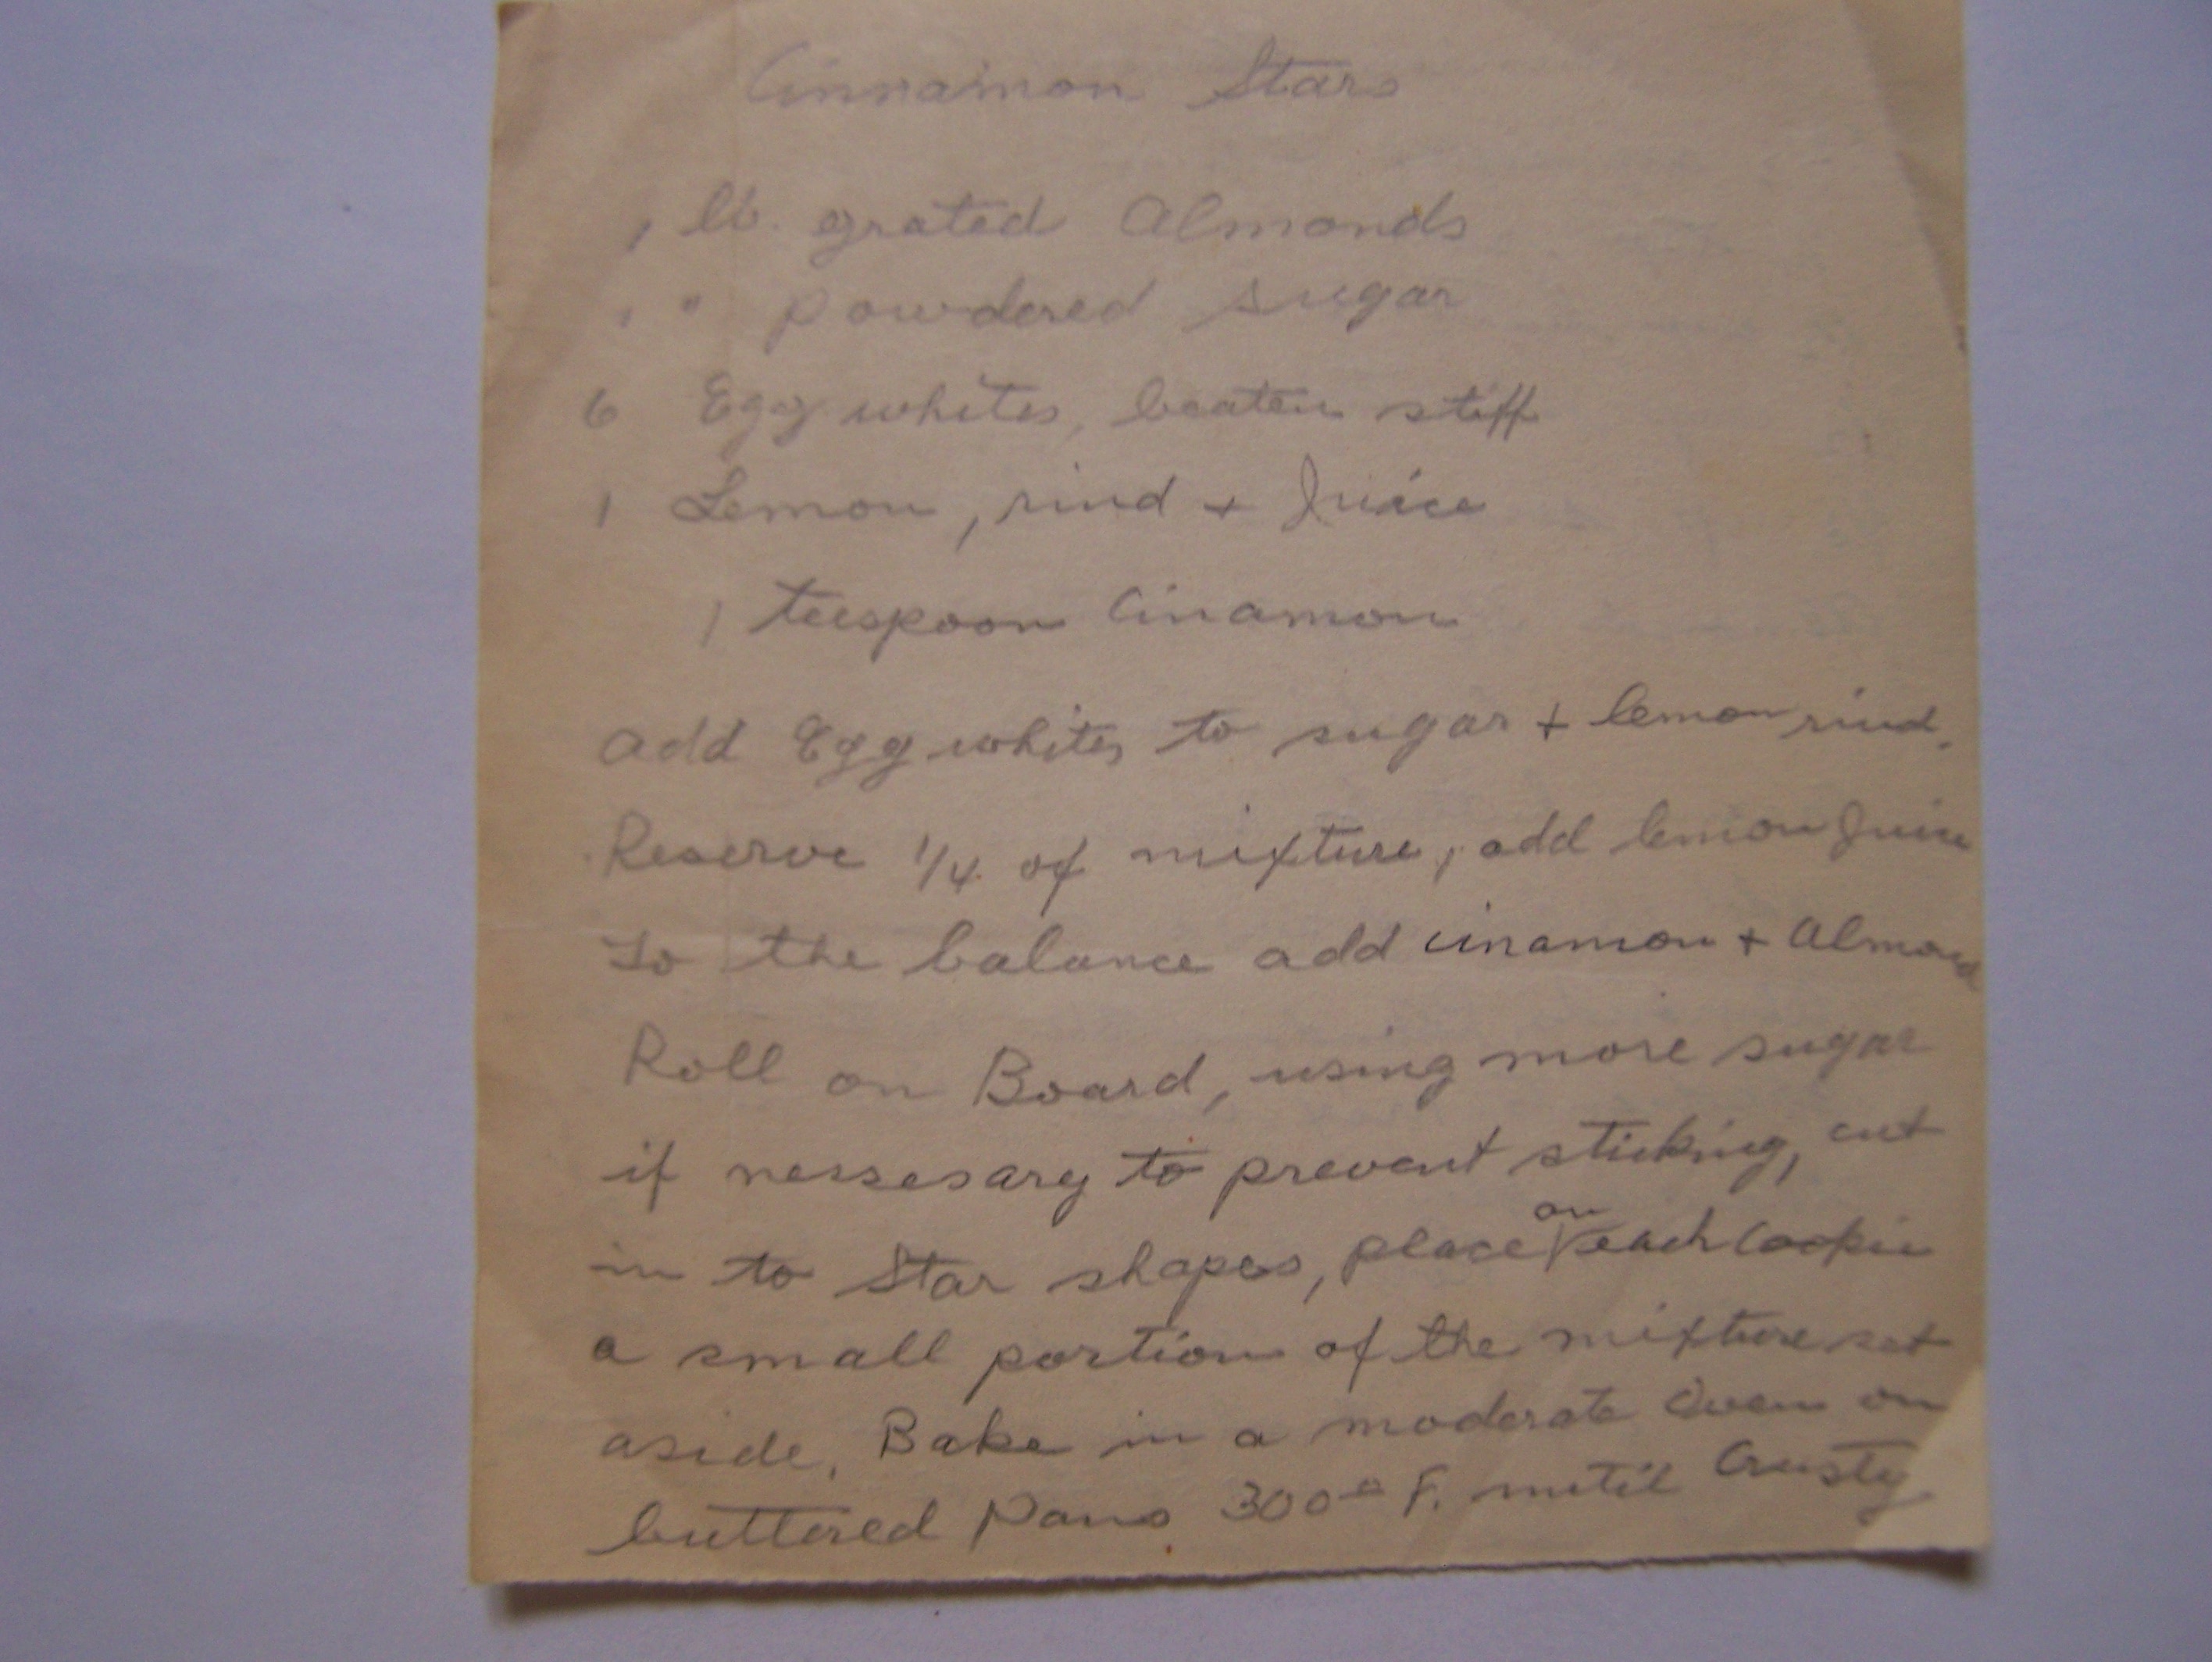 Cinnamon Stars
1 lb. grated Almonds
1 " powdered sugar
6 Egg whites, beaten stiff
1 Lemon, rind + Juice
1 teespoon Cinamon
add Egg whites to sugar + lemon rind.
Reserve 1/4 of mixture, add lemon Juice
To the balance add cinamon + Almond
Roll on Board, using more sugar
if nessesary to prevent sticking, cut
in to Star shapes, place on each Cookie
a small portion of the mixture set
aside. Bake in a moderate Oven on
buttered Pans 300° F. until Crusty